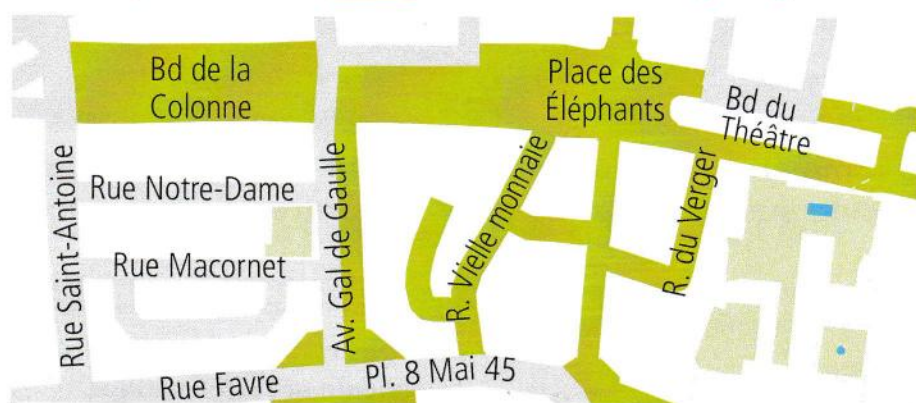 Bd de la
Colonne
Place des
Éléphants
Bd du
Théâtre
Rue Saint-Antoine
Rue Notre-Dame
Av. Gal de Gaulle
R. Vielle monnaie
R. du Verger
Rue Macornet
Rue Favre
Pl. 8 Mai 45